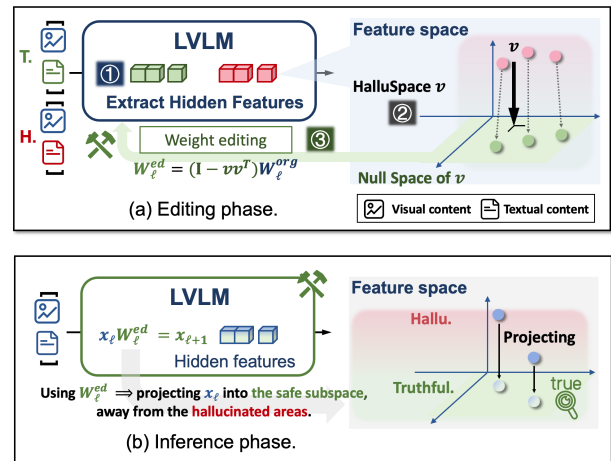 T.
H.
LVLM
①
Extract Hidden Features
Weight editing
③
W_ℓ^{ed} = (I − vv^T)W_ℓ^{org}
(a) Editing phase.
Feature space
v
HalluSpace v
②
Null Space of v
Visual content
Textual content
LVLM
x_ℓ W_ℓ^{ed} = x_{ℓ+1}
Hidden features
Using W_ℓ^{ed} ⟹ projecting x_ℓ into the safe subspace,
away from the hallucinated areas.
(b) Inference phase.
Feature space
Hallu.
Projecting
Truthful.
true